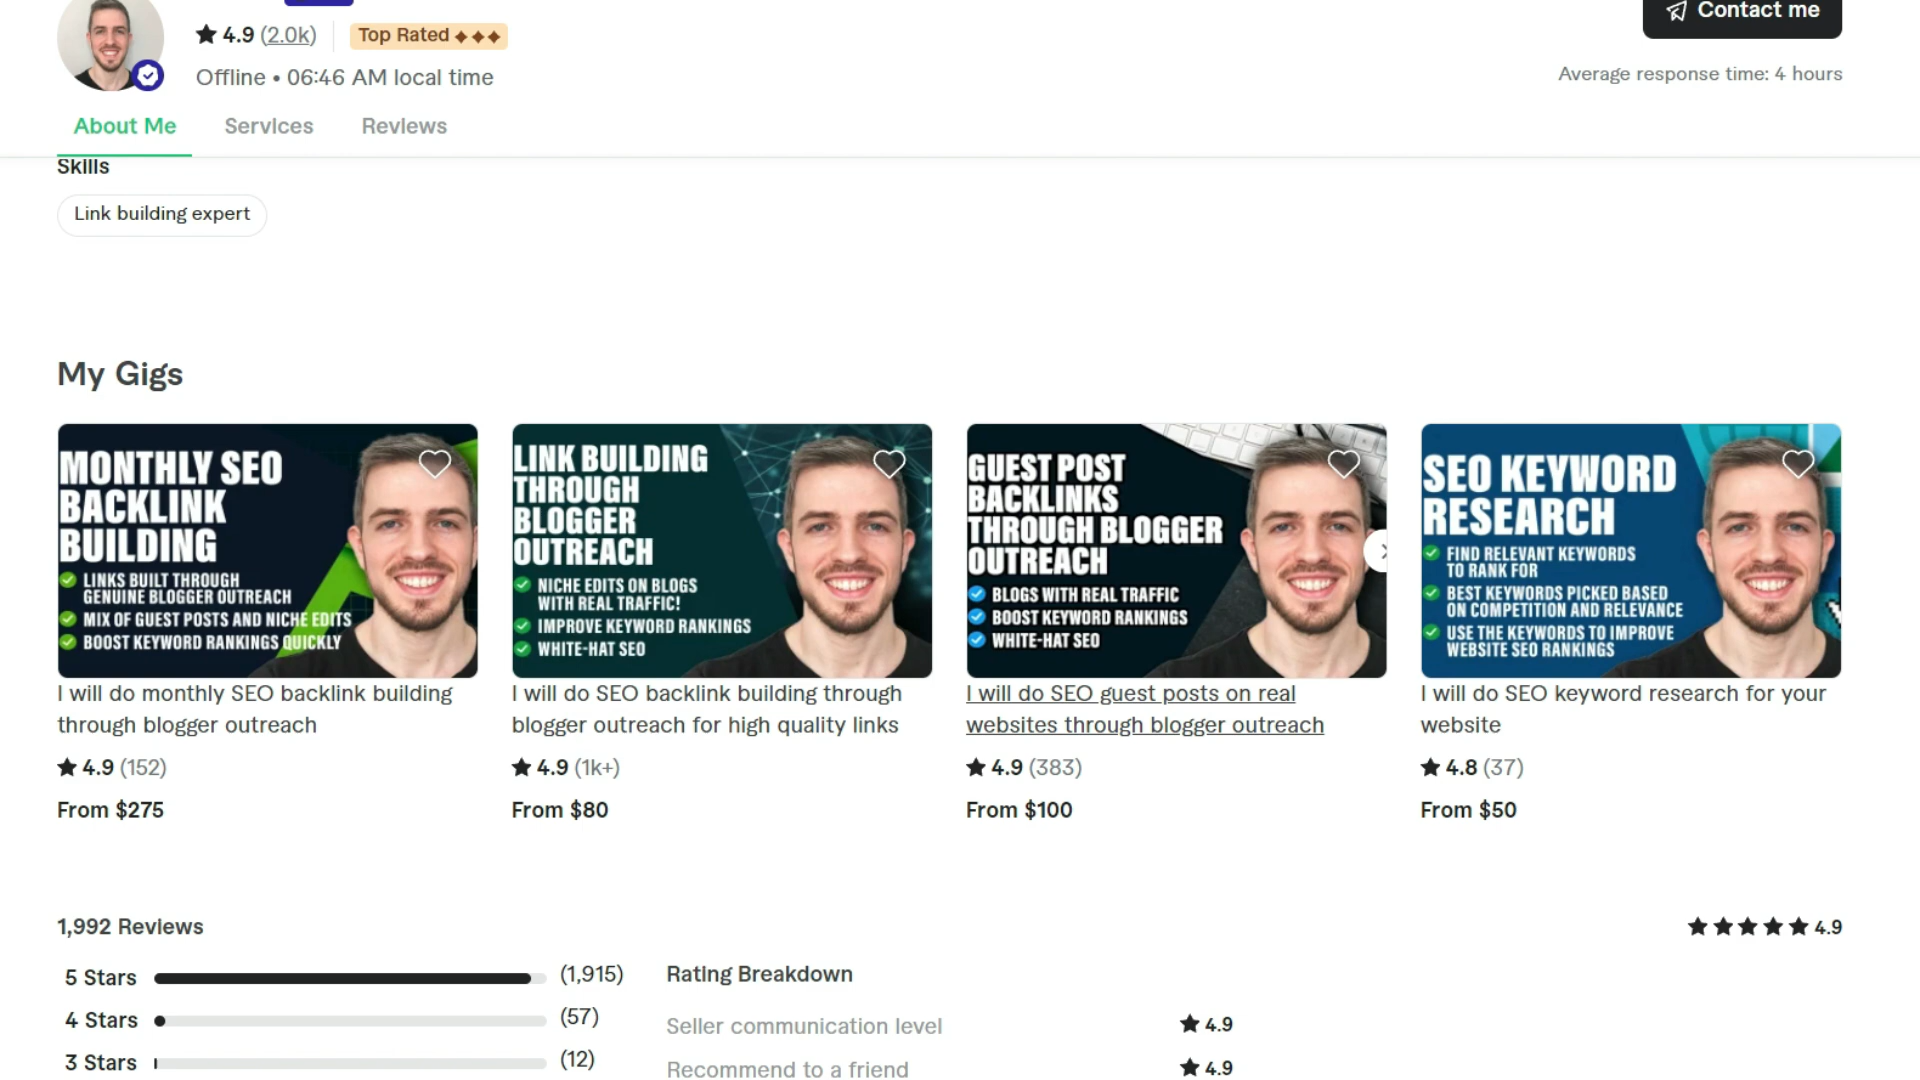 4.9 (2.0k)
Top Rated
Offline • 06:46 AM local time
Contact me
Average response time: 4 hours
About Me
Services
Reviews
Skills
Link building expert
My Gigs
MONTHLY SEO
BACKLINK
BUILDING
LINKS BUILT THROUGH
GENUINE BLOGGER OUTREACH
MIX OF GUEST POSTS AND NICHE EDITS
BOOST KEYWORD RANKINGS QUICKLY
I will do monthly SEO backlink building
through blogger outreach
4.9 (152)
From $275
LINK BUILDING
THROUGH
BLOGGER
OUTREACH
NICHE EDITS ON BLOGS
WITH REAL TRAFFIC!
IMPROVE KEYWORD RANKINGS
WHITE-HAT SEO
I will do SEO backlink building through
blogger outreach for high quality links
4.9 (1k+)
From $80
GUEST POST
BACKLINKS
THROUGH BLOGGER
OUTREACH
BLOGS WITH REAL TRAFFIC
BOOST KEYWORD RANKINGS
WHITE-HAT SEO
I will do SEO guest posts on real
websites through blogger outreach
4.9 (383)
From $100
SEO KEYWORD
RESEARCH
FIND RELEVANT KEYWORDS
TO RANK FOR
BEST KEYWORDS PICKED BASED
ON COMPETITION AND RELEVANCE
USE THE KEYWORDS TO IMPROVE
WEBSITE SEO RANKINGS
I will do SEO keyword research for your
website
4.8 (37)
From $50
1,992 Reviews
4.9
5 Stars (1,915)
4 Stars (57)
3 Stars (12)
Rating Breakdown
Seller communication level 4.9
Recommend to a friend 4.9